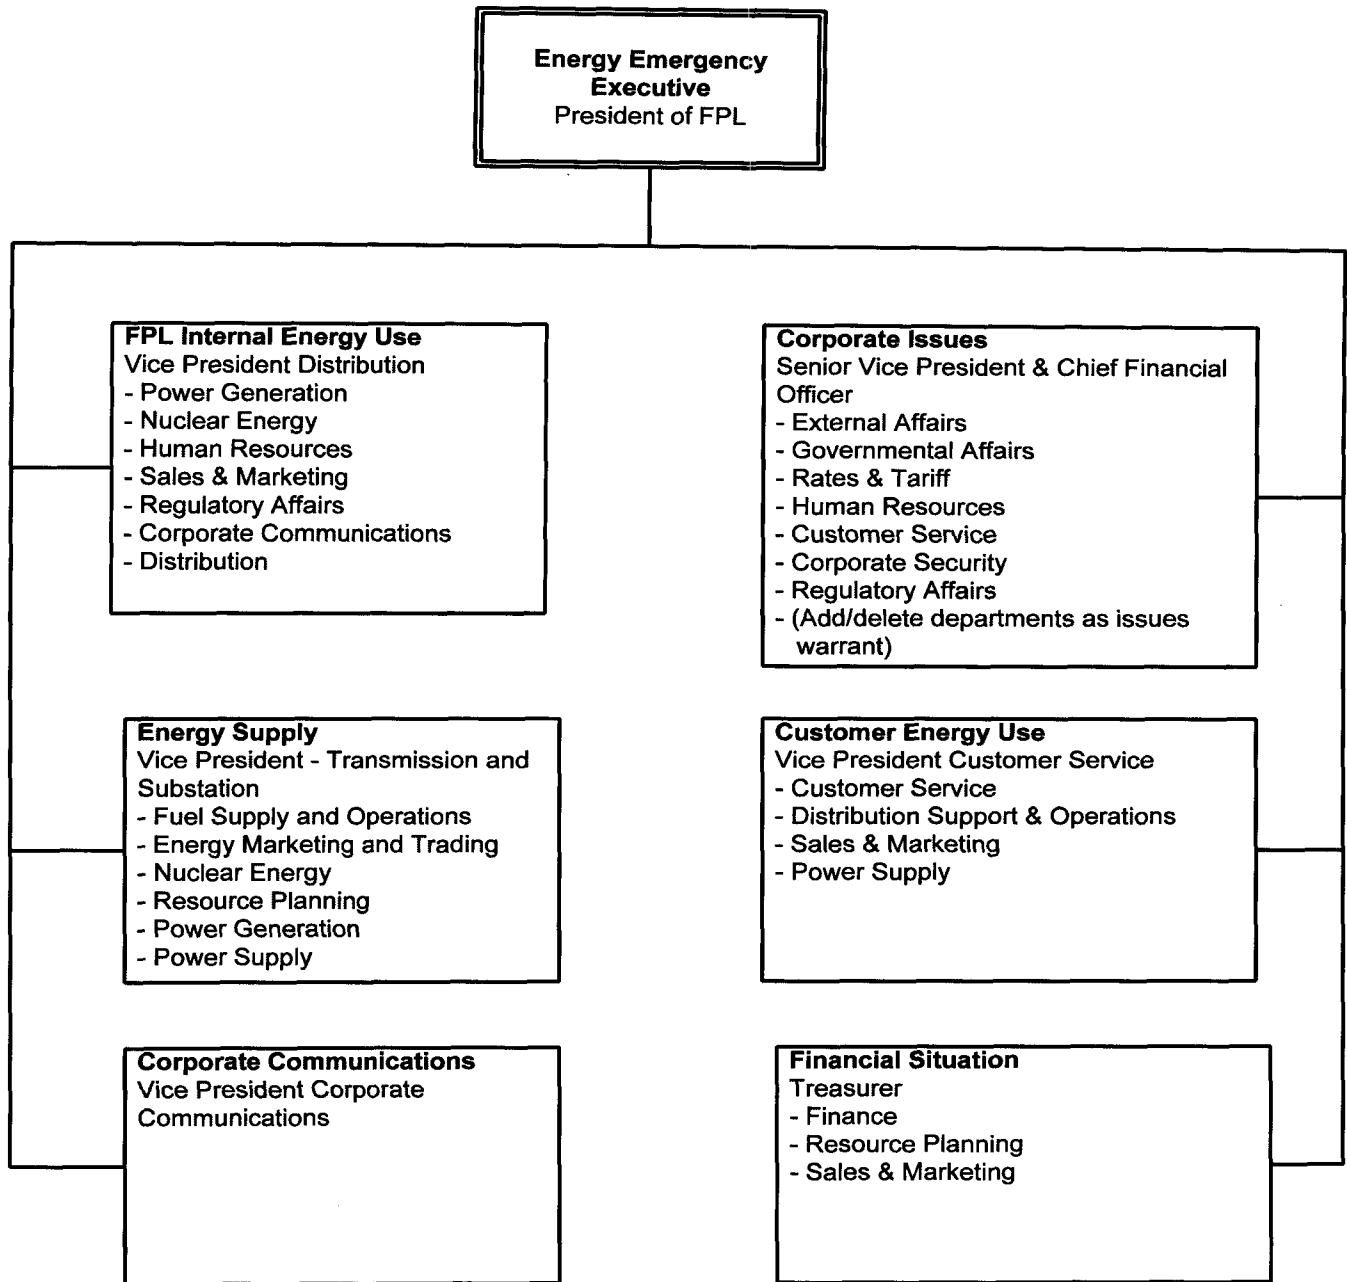 Energy Emergency
Executive
President of FPL
FPL Internal Energy Use
Vice President Distribution
- Power Generation
- Nuclear Energy
- Human Resources
- Sales & Marketing
- Regulatory Affairs
- Corporate Communications
- Distribution
Corporate Issues
Senior Vice President & Chief Financial
Officer
- External Affairs
- Governmental Affairs
- Rates & Tariff
- Human Resources
- Customer Service
- Corporate Security
- Regulatory Affairs
- (Add/delete departments as issues
warrant)
Energy Supply
Vice President - Transmission and
Substation
- Fuel Supply and Operations
- Energy Marketing and Trading
- Nuclear Energy
- Resource Planning
- Power Generation
- Power Supply
Customer Energy Use
Vice President Customer Service
- Customer Service
- Distribution Support & Operations
- Sales & Marketing
- Power Supply
Corporate Communications
Vice President Corporate
Communications
Financial Situation
Treasurer
- Finance
- Resource Planning
- Sales & Marketing